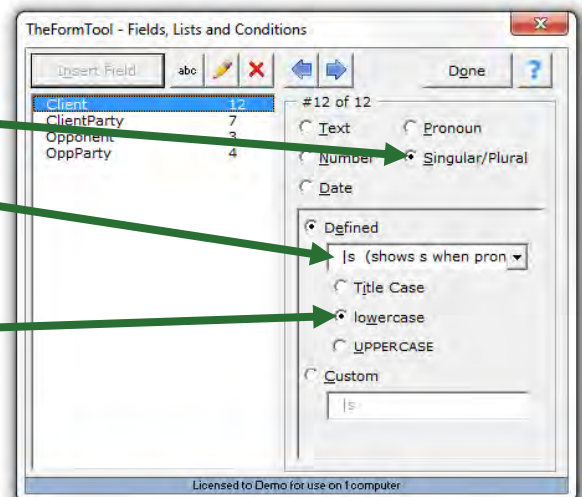 TheFormTool - Fields, Lists and Conditions
Insert Field abc Done ?
Client 12
ClientParty 7
Opponent 3
OppParty 4
#12 of 12
Text Pronoun
Number Singular/Plural
Date
Defined
|s (shows s when pron
Title Case
lowercase
UPPERCASE
Custom
|s
Licensed to Demo for use on 1 computer